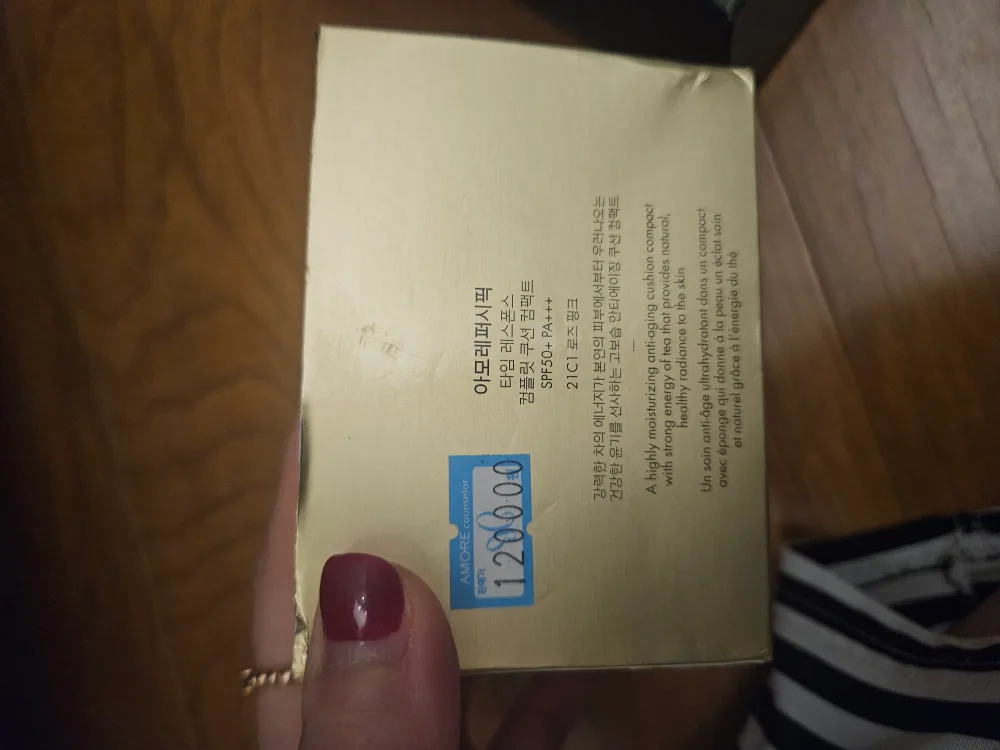 아모레퍼시픽
타임 레스폰스
컴플릿 쿠션 컴팩트
SPF50+ PA+++
21C1 로즈 핑크
강력한 차의 에너지가 본연의 피부에서부터 우러나오는
건강한 윤기를 선사하는 고보습 안티에이징 쿠션 컴팩트
A highly moisturizing anti-aging cushion compact
with strong energy of tea that provides natural,
healthy radiance to the skin
Un soin anti-âge ultrahydratant dans un compact
avec éponge qui donne à la peau un éclat sain
et naturel grâce à l'énergie du thé
AMORE counselor
판매가
120000
원